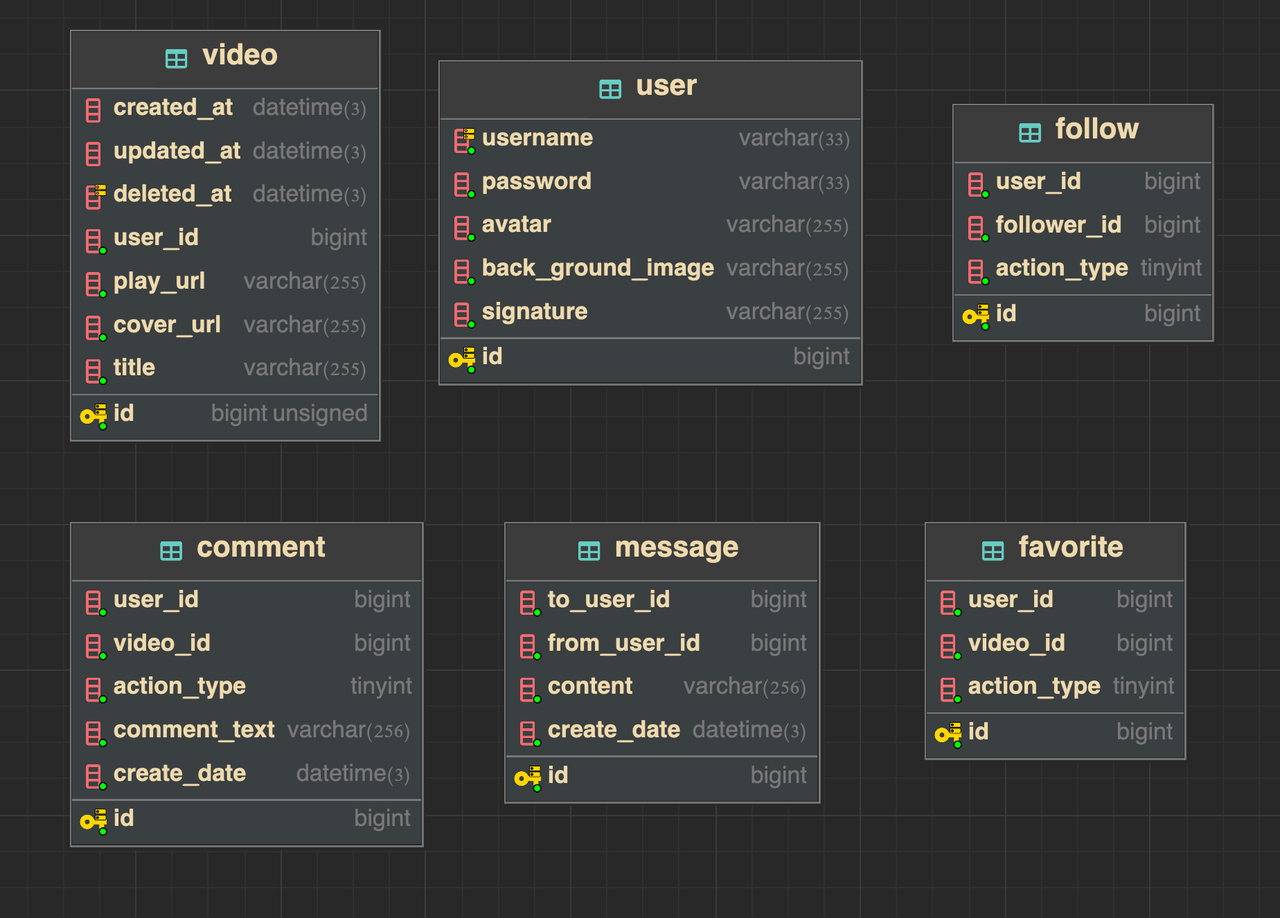 video
created_at datetime(3)
updated_at datetime(3)
deleted_at datetime(3)
user_id bigint
play_url varchar(255)
cover_url varchar(255)
title varchar(255)
id bigint unsigned
user
username varchar(33)
password varchar(33)
avatar varchar(255)
back_ground_image varchar(255)
signature varchar(255)
id bigint
follow
user_id bigint
follower_id bigint
action_type tinyint
id bigint
comment
user_id bigint
video_id bigint
action_type tinyint
comment_text varchar(256)
create_date datetime(3)
id bigint
message
to_user_id bigint
from_user_id bigint
content varchar(256)
create_date datetime(3)
id bigint
favorite
user_id bigint
video_id bigint
action_type tinyint
id bigint